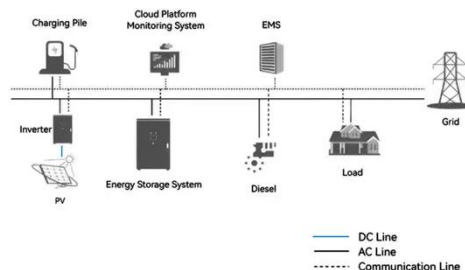 Charging Pile
Cloud Platform
Monitoring System
EMS
Grid
Inverter
PV
Energy Storage System
Diesel
Load
DC Line
AC Line
Communication Line